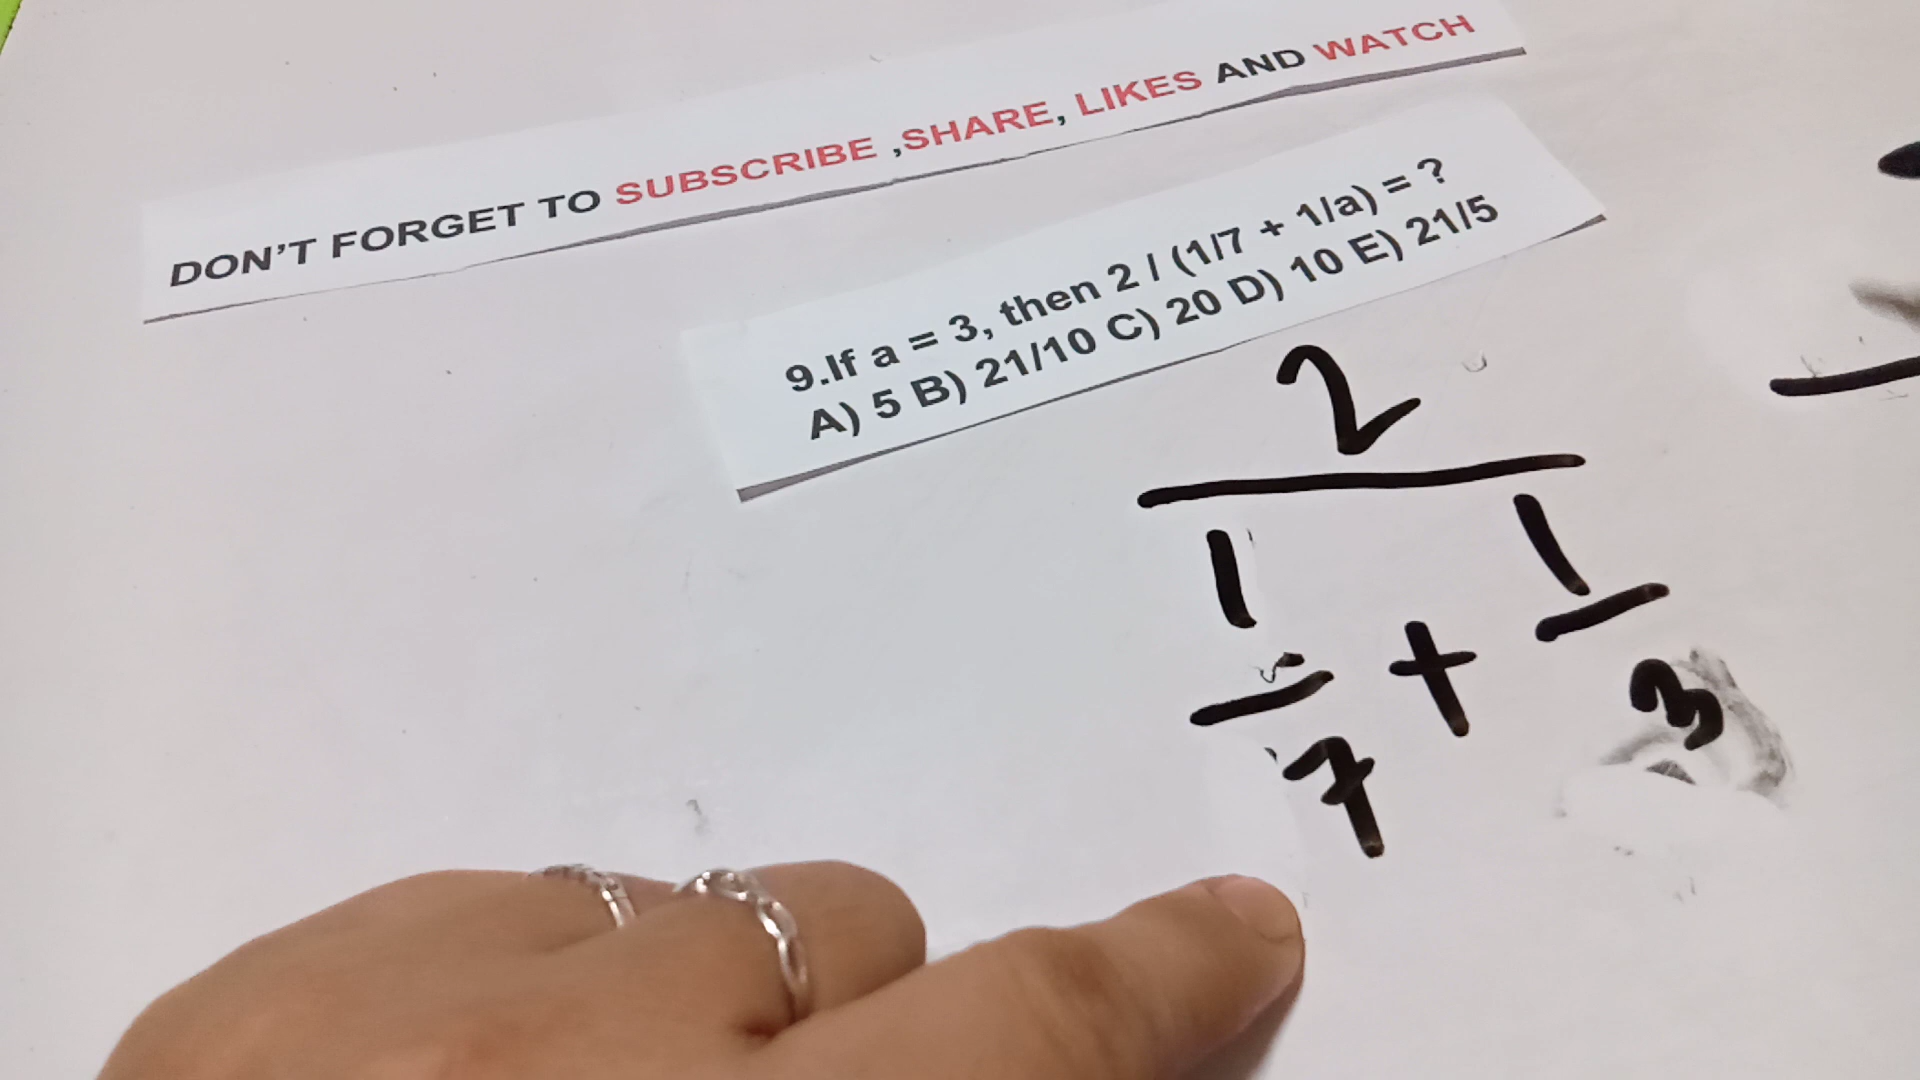 DON'T FORGET TO SUBSCRIBE ,SHARE, LIKES AND WATCH
9.If a = 3, then 2 / (1/7 + 1/a) = ?
A) 5 B) 21/10 C) 20 D) 10 E) 21/5
2
1 1
+
7 3